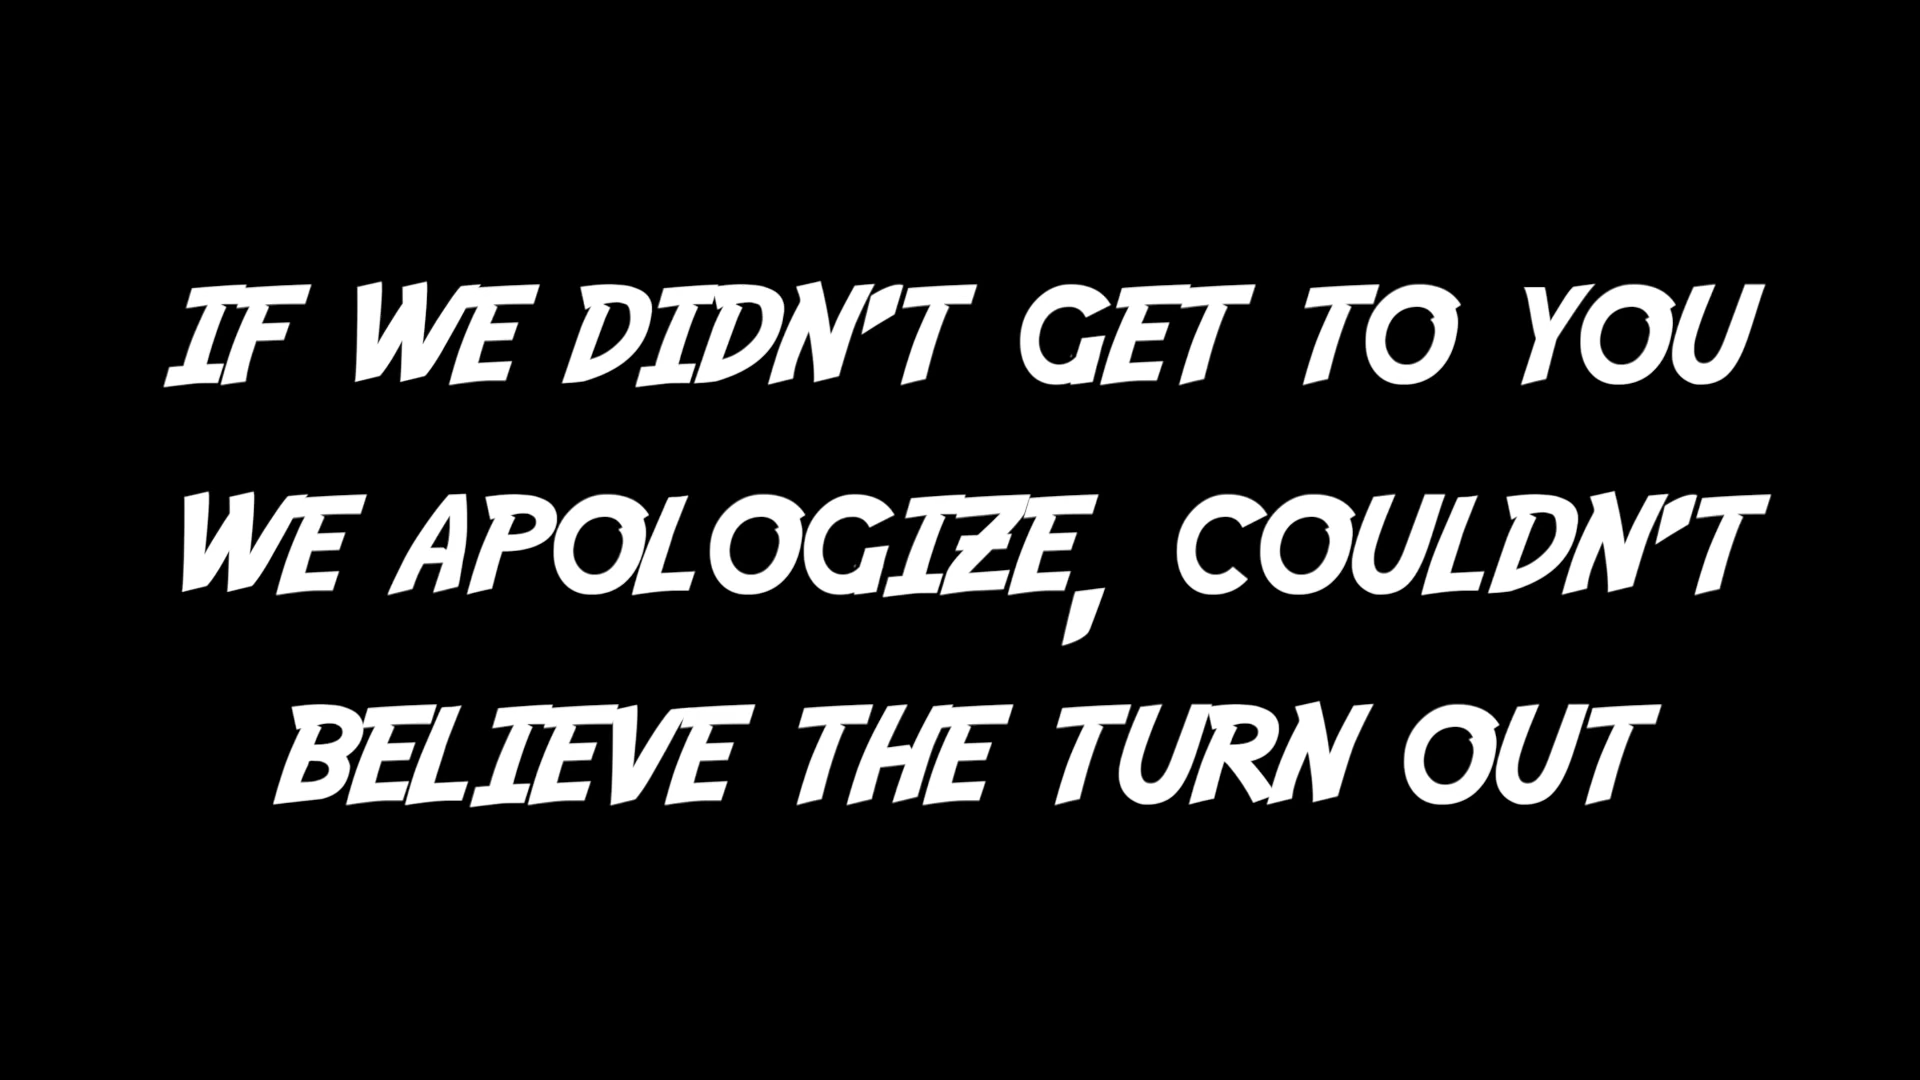 IF WE DIDN'T GET TO YOU
WE APOLOGIZE, COULDN'T
BELIEVE THE TURN OUT